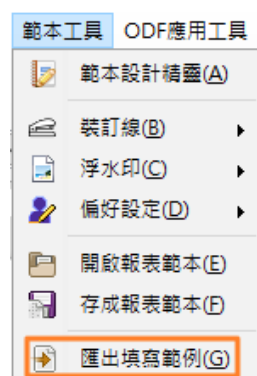 範本工具 ODF應用工具
範本設計精靈(A)
裝訂線(B)
浮水印(C)
偏好設定(D)
開啟報表範本(E)
存成報表範本(F)
匯出填寫範例(G)